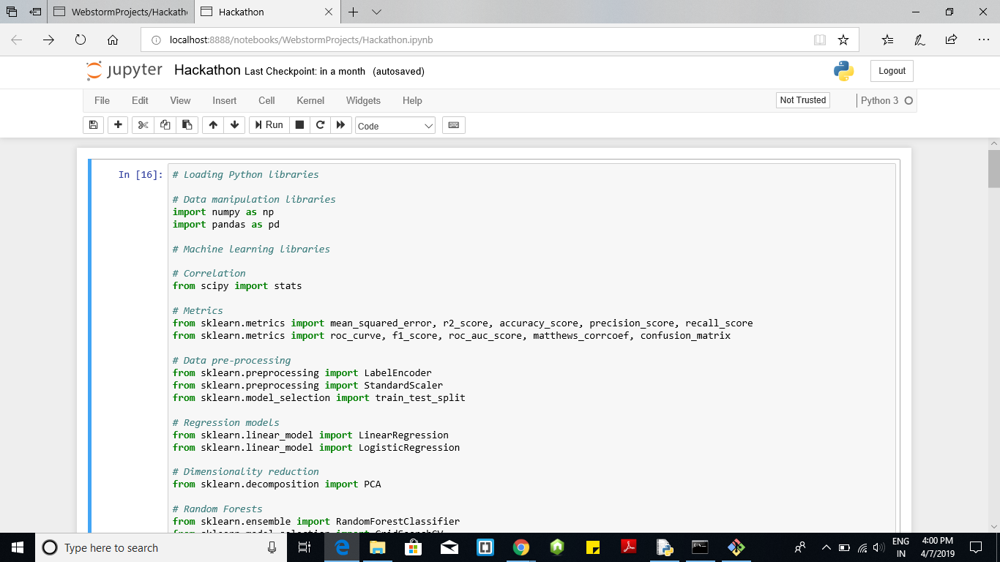 WebstormProjects/Hackath
Hackathon
localhost:8888/notebooks/WebstormProjects/Hackathon.ipynb
jupyter Hackathon Last Checkpoint: in a month (autosaved)
Logout
File Edit View Insert Cell Kernel Widgets Help
Not Trusted
Python 3
Run
Code
In [16]:
# Loading Python libraries
# Data manipulation libraries
import numpy as np
import pandas as pd
# Machine learning libraries
# Correlation
from scipy import stats
# Metrics
from sklearn.metrics import mean_squared_error, r2_score, accuracy_score, precision_score, recall_score
from sklearn.metrics import roc_curve, f1_score, roc_auc_score, matthews_corrcoef, confusion_matrix
# Data pre-processing
from sklearn.preprocessing import LabelEncoder
from sklearn.preprocessing import StandardScaler
from sklearn.model_selection import train_test_split
# Regression models
from sklearn.linear_model import LinearRegression
from sklearn.linear_model import LogisticRegression
# Dimensionality reduction
from sklearn.decomposition import PCA
# Random Forests
from sklearn.ensemble import RandomForestClassifier
from sklearn.model_selection import GridSearchCV
Type here to search
ENG
IN
4:00 PM
4/7/2019